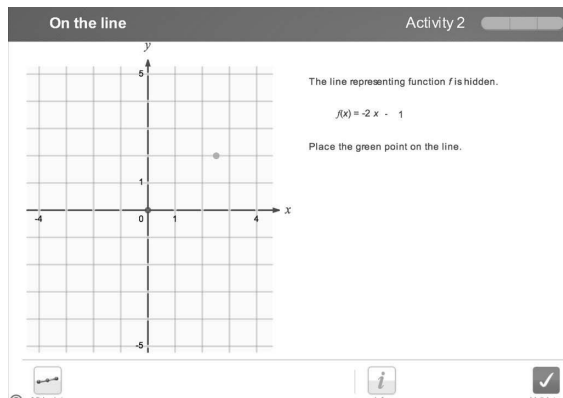 On the line Activity 2
y
5
The line representing function f is hidden.
f(x) = -2 x - 1
Place the green point on the line.
1
-4 0 1 4 x
-5
i